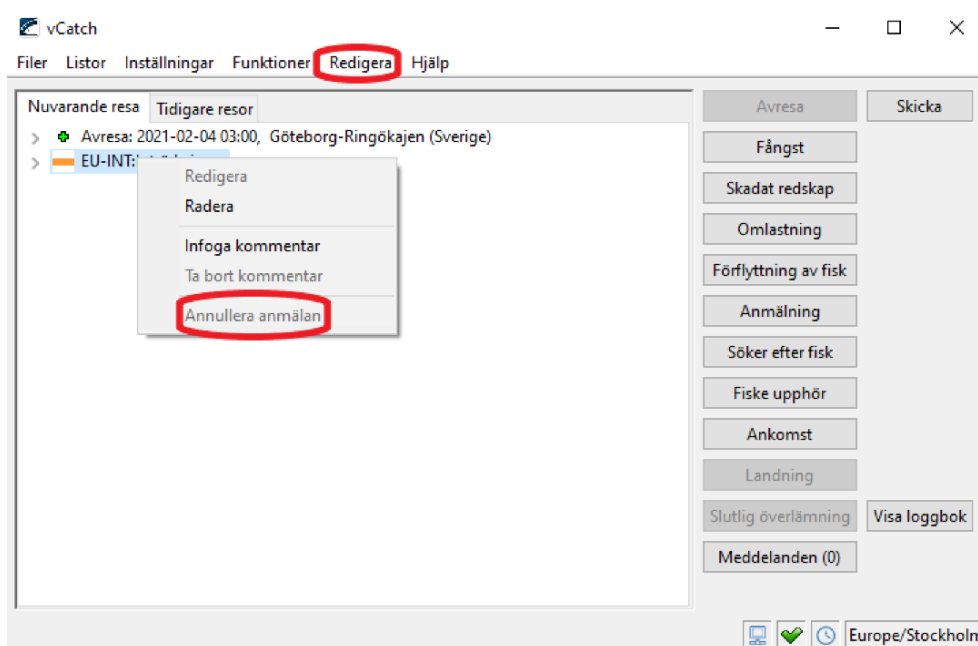 vCatch
Filer Listor Inställningar Funktioner Redigera Hjälp
Nuvarande resa Tidigare resor
Avresa: 2021-02-04 03:00, Göteborg-Ringökajen (Sverige)
EU-INT:
Redigera
Radera
Infoga kommentar
Ta bort kommentar
Annullera anmälan
Avresa Skicka
Fångst
Skadat redskap
Omlastning
Förflyttning av fisk
Anmälning
Söker efter fisk
Fiske upphör
Ankomst
Landning
Slutlig överlämning Visa loggbok
Meddelanden (0)
Europe/Stockholm